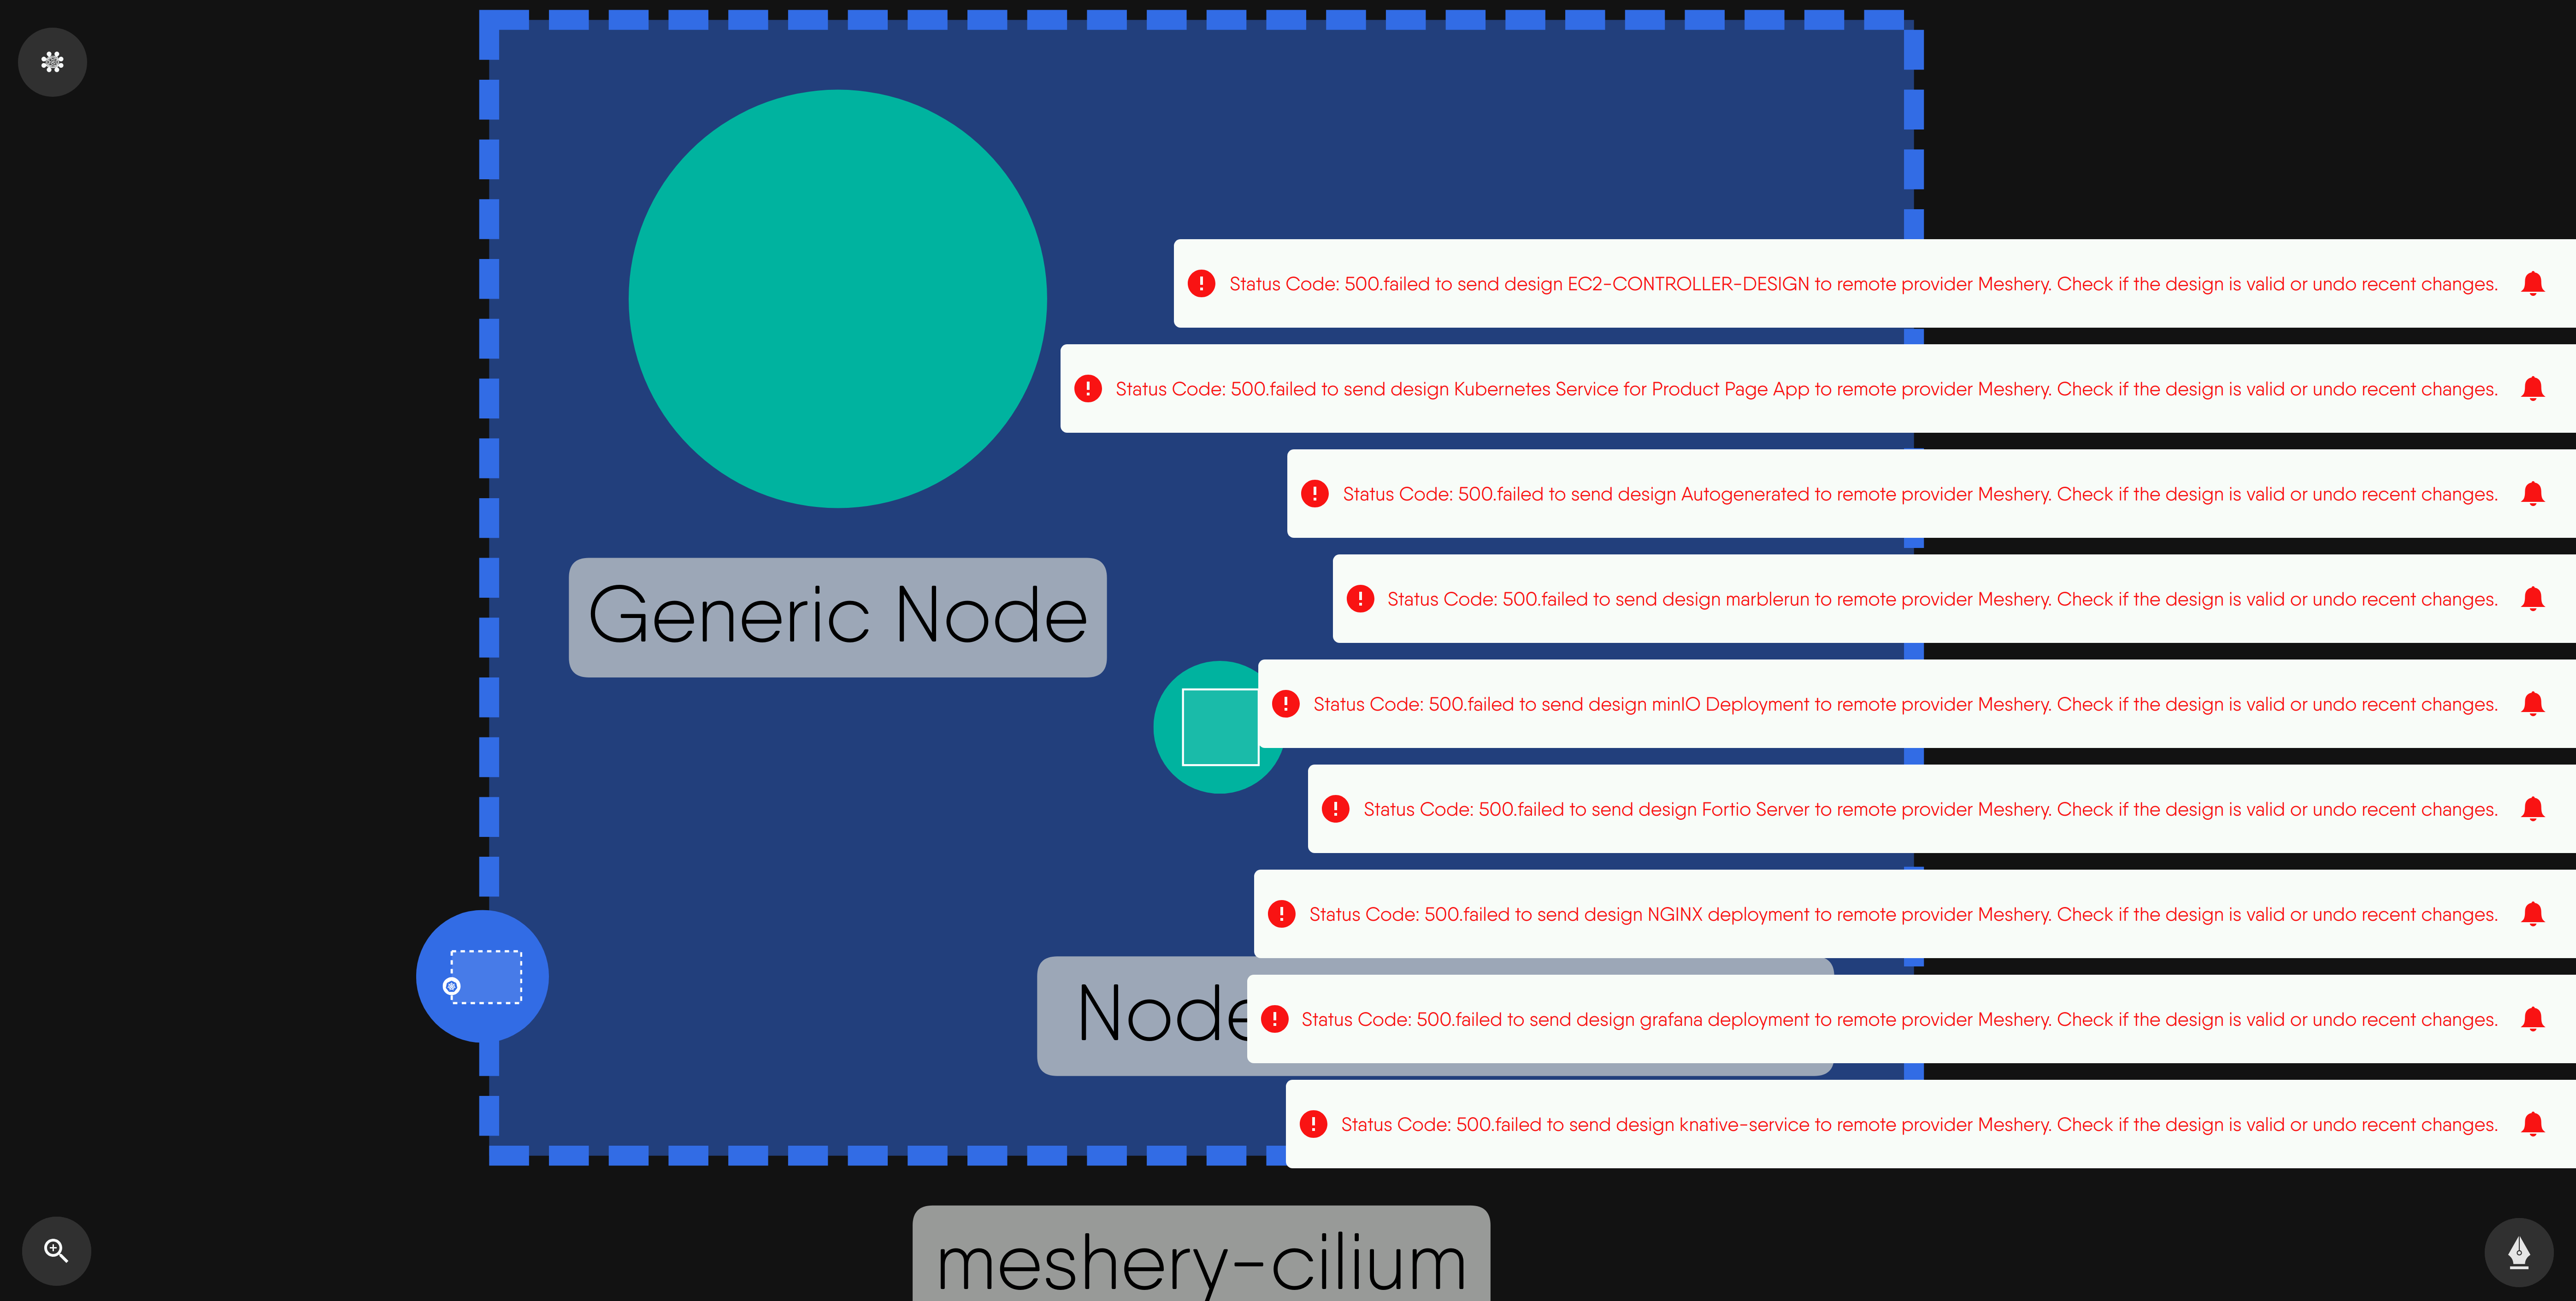 Status Code: 500.failed to send design EC2-CONTROLLER-DESIGN to remote provider Meshery. Check if the design is valid or undo recent changes.
Status Code: 500.failed to send design Kubernetes Service for Product Page App to remote provider Meshery. Check if the design is valid or undo recent changes.
Status Code: 500.failed to send design Autogenerated to remote provider Meshery. Check if the design is valid or undo recent changes.
Status Code: 500.failed to send design marblerun to remote provider Meshery. Check if the design is valid or undo recent changes.
Generic Node
Status Code: 500.failed to send design minIO Deployment to remote provider Meshery. Check if the design is valid or undo recent changes.
Status Code: 500.failed to send design Fortio Server to remote provider Meshery. Check if the design is valid or undo recent changes.
Status Code: 500.failed to send design NGINX deployment to remote provider Meshery. Check if the design is valid or undo recent changes.
Node
Status Code: 500.failed to send design grafana deployment to remote provider Meshery. Check if the design is valid or undo recent changes.
Status Code: 500.failed to send design knative-service to remote provider Meshery. Check if the design is valid or undo recent changes.
meshery-cilium